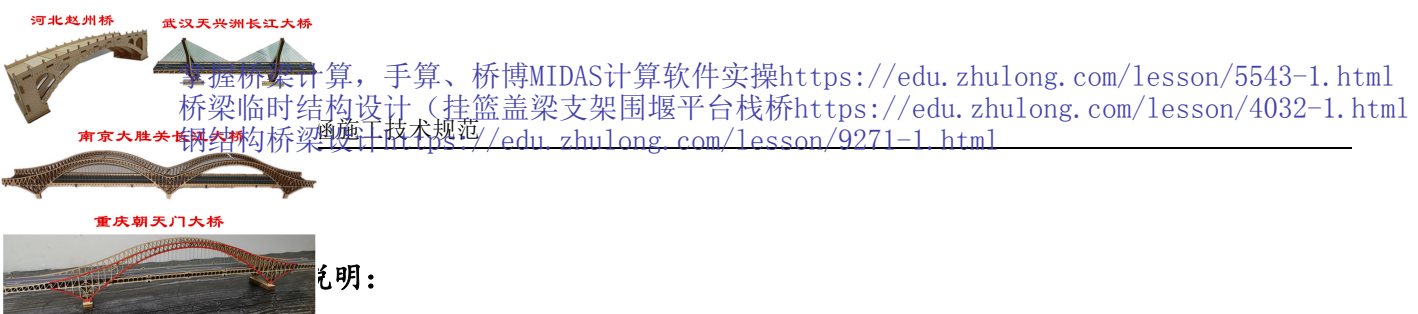 河北赵州桥
武汉天兴洲长江大桥
掌握桥梁计算，手算、桥博MIDAS计算软件实操https://edu.zhulong.com/lesson/5543-1.html
桥梁临时结构设计（挂篮盖梁支架围堰平台栈桥https://edu.zhulong.com/lesson/4032-1.html
涵施工技术规范
南京大胜关长江大桥
钢结构桥梁设计https://edu.zhulong.com/lesson/9271-1.html
重庆朝天门大桥
说明：